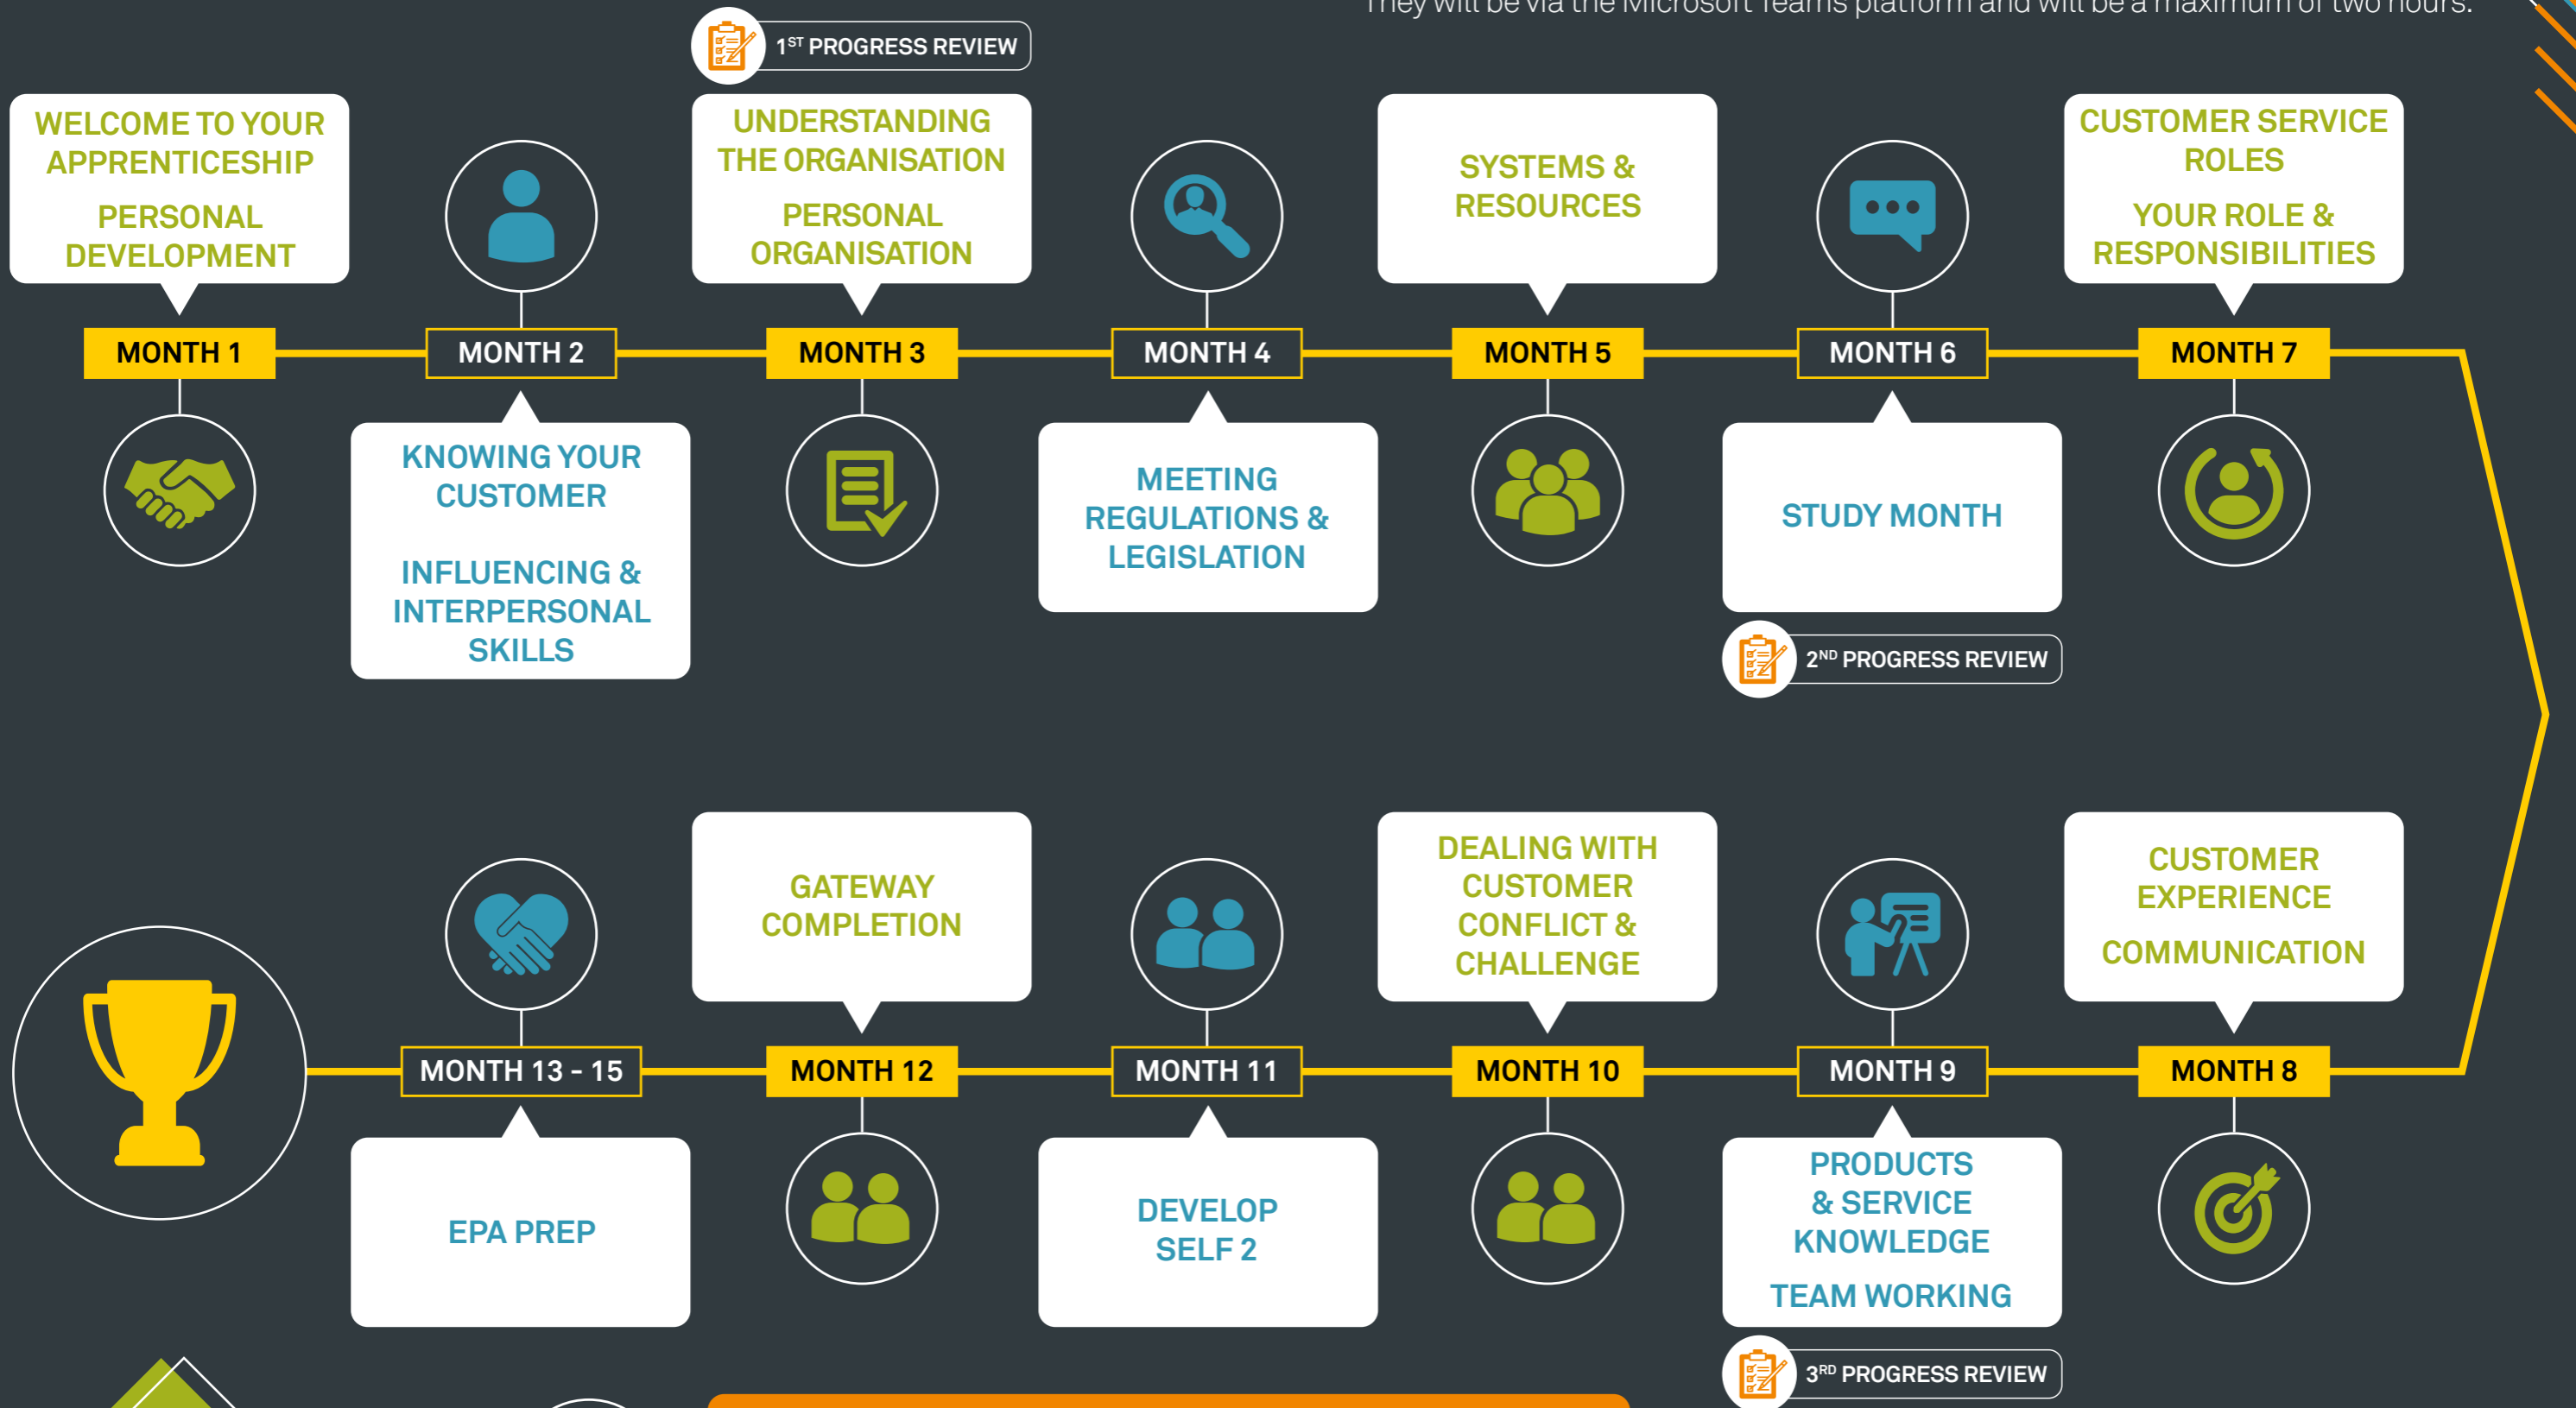 They will be via the Microsoft Teams platform and will be a maximum of two hours.
1ST PROGRESS REVIEW
WELCOME TO YOUR
APPRENTICESHIP
PERSONAL
DEVELOPMENT
UNDERSTANDING
THE ORGANISATION
PERSONAL
ORGANISATION
SYSTEMS &
RESOURCES
CUSTOMER SERVICE
ROLES
YOUR ROLE &
RESPONSIBILITIES
MONTH 1
MONTH 2
MONTH 3
MONTH 4
MONTH 5
MONTH 6
MONTH 7
KNOWING YOUR
CUSTOMER
INFLUENCING &
INTERPERSONAL
SKILLS
MEETING
REGULATIONS &
LEGISLATION
STUDY MONTH
2ND PROGRESS REVIEW
GATEWAY
COMPLETION
DEALING WITH
CUSTOMER
CONFLICT &
CHALLENGE
CUSTOMER
EXPERIENCE
COMMUNICATION
MONTH 13 - 15
MONTH 12
MONTH 11
MONTH 10
MONTH 9
MONTH 8
EPA PREP
DEVELOP
SELF 2
PRODUCTS
& SERVICE
KNOWLEDGE
TEAM WORKING
3RD PROGRESS REVIEW